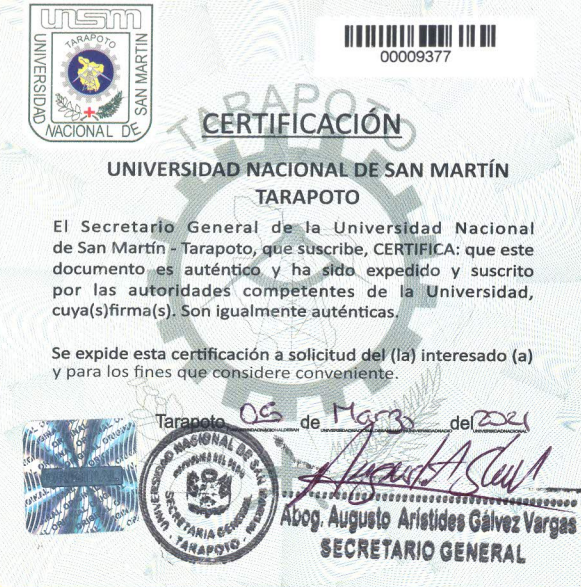 unsm
TARAPOTO
UNIVERSIDAD NACIONAL DE SAN MARTIN
00009377
TARAPOTO
CERTIFICACIÓN
UNIVERSIDAD NACIONAL DE SAN MARTÍN
TARAPOTO
El Secretario General de la Universidad Nacional
de San Martín - Tarapoto, que suscribe, CERTIFICA: que este
documento es auténtico y ha sido expedido y suscrito
por las autoridades competentes de la Universidad,
cuya(s)firma(s). Son igualmente auténticas.
Se expide esta certificación a solicitud del (la) interesado (a)
y para los fines que considere conveniente.
Tarapoto, 05 de Marzo del 2021
UNIVERSIDAD NACIONAL DE SAN
SECRETARIA GENERAL
TARAPOTO
Abog. Augusto Arístides Gálvez Vargas
SECRETARIO GENERAL